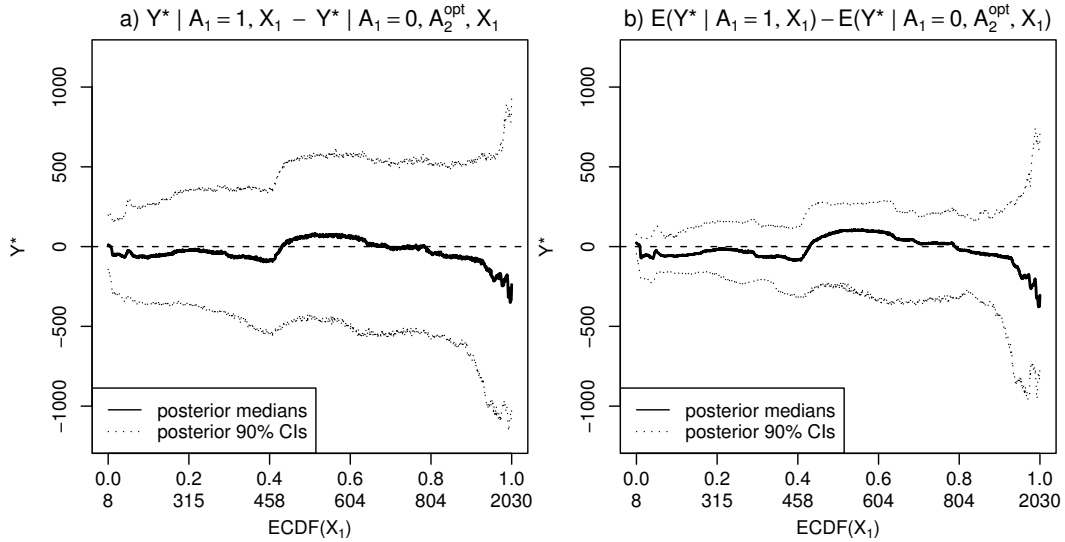 a) Y* | A₁ = 1, X₁ − Y* | A₁ = 0, A₂ᵒᵖᵗ, X₁
Y*
1000
500
0
−500
−1000
posterior medians
posterior 90% CIs
0.0 0.2 0.4 0.6 0.8 1.0
8 315 458 604 804 2030
ECDF(X₁)
b) E(Y* | A₁ = 1, X₁) − E(Y* | A₁ = 0, A₂ᵒᵖᵗ, X₁)
Y*
1000
500
0
−500
−1000
posterior medians
posterior 90% CIs
0.0 0.2 0.4 0.6 0.8 1.0
8 315 458 604 804 2030
ECDF(X₁)